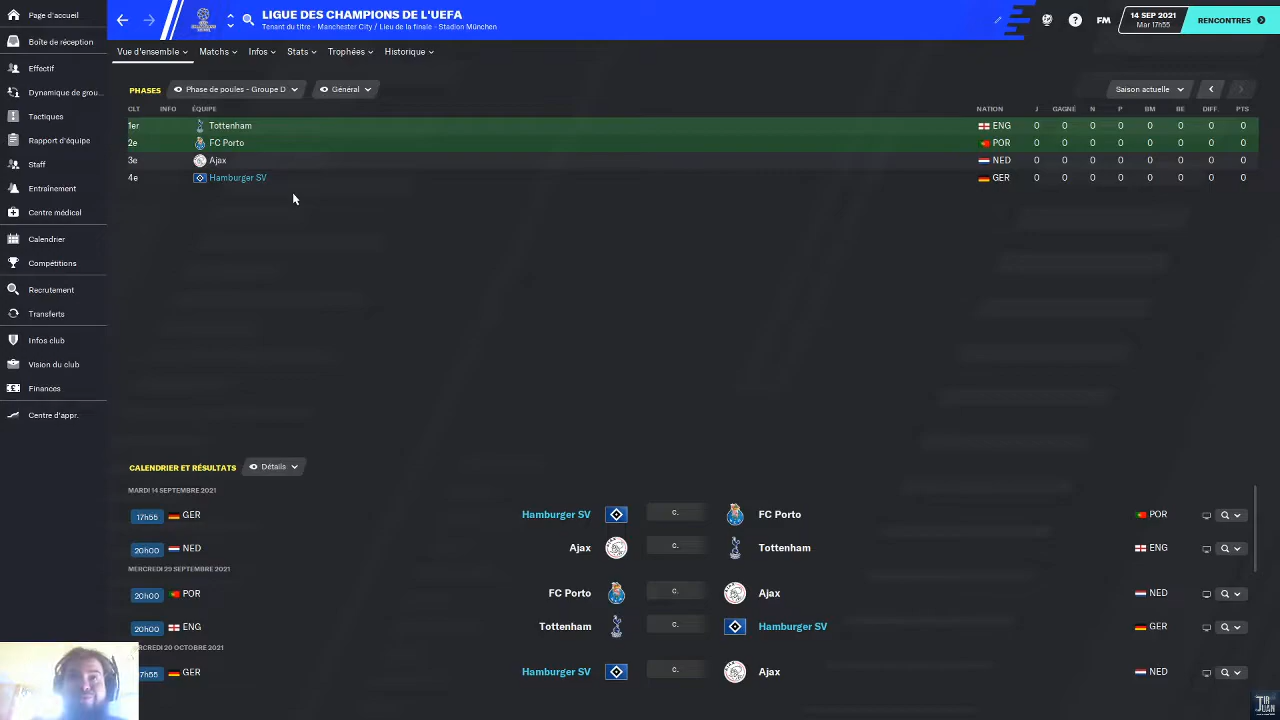 LIGUE DES CHAMPIONS DE L'UEFA
Tenant du titre - Manchester City / Lieu de la finale - Stadion München
FM
14 SEP 2021
Mar 17h55
RENCONTRES
Page d'accueil
Boîte de réception
Effectif
Dynamique de grou...
Tactiques
Rapport d'équipe
Staff
Entraînement
Centre médical
Calendrier
Compétitions
Recrutement
Transferts
Infos club
Vision du club
Finances
Centre d'appr.
Vue d'ensemble Matchs Infos Stats Trophées Historique
PHASES Phase de poules - Groupe D Général Saison actuelle
CLT INFO ÉQUIPE NATION J GAGNÉ N P BM BE DIFF. PTS
1er Tottenham ENG 0 0 0 0 0 0 0 0
2e FC Porto POR 0 0 0 0 0 0 0 0
3e Ajax NED 0 0 0 0 0 0 0 0
4e Hamburger SV GER 0 0 0 0 0 0 0 0
CALENDRIER ET RÉSULTATS Détails
MARDI 14 SEPTEMBRE 2021
17h55 GER Hamburger SV c. FC Porto POR
20h00 NED Ajax c. Tottenham ENG
MERCREDI 29 SEPTEMBRE 2021
20h00 POR FC Porto c. Ajax NED
20h00 ENG Tottenham c. Hamburger SV GER
ERCREDI 20 OCTOBRE 2021
7h55 GER Hamburger SV c. Ajax NED
TIR
JUAN